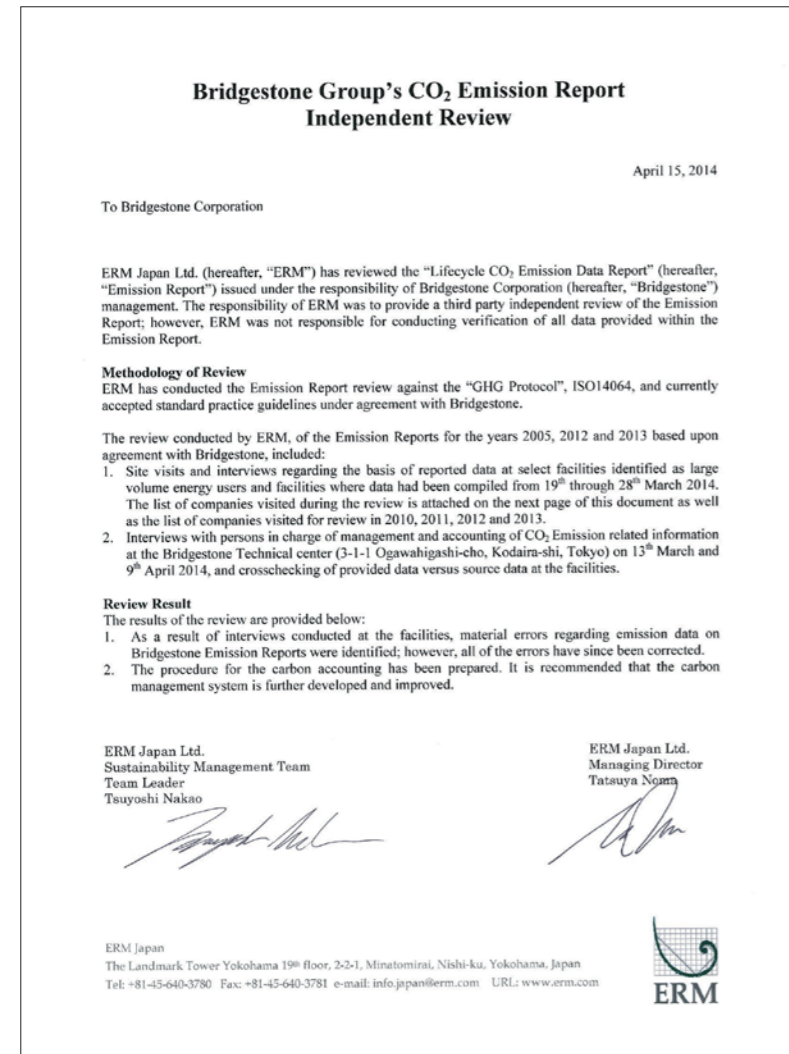 Bridgestone Group's CO₂ Emission Report
Independent Review
April 15, 2014
To Bridgestone Corporation
ERM Japan Ltd. (hereafter, "ERM") has reviewed the "Lifecycle CO₂ Emission Data Report" (hereafter,
"Emission Report") issued under the responsibility of Bridgestone Corporation (hereafter, "Bridgestone")
management. The responsibility of ERM was to provide a third party independent review of the Emission
Report; however, ERM was not responsible for conducting verification of all data provided within the
Emission Report.
Methodology of Review
ERM has conducted the Emission Report review against the "GHG Protocol", ISO14064, and currently
accepted standard practice guidelines under agreement with Bridgestone.
The review conducted by ERM, of the Emission Reports for the years 2005, 2012 and 2013 based upon
agreement with Bridgestone, included:
1. Site visits and interviews regarding the basis of reported data at select facilities identified as large
volume energy users and facilities where data had been compiled from 19th through 28th March 2014.
The list of companies visited during the review is attached on the next page of this document as well
as the list of companies visited for review in 2010, 2011, 2012 and 2013.
2. Interviews with persons in charge of management and accounting of CO₂ Emission related information
at the Bridgestone Technical center (3-1-1 Ogawahigashi-cho, Kodaira-shi, Tokyo) on 13th March and
9th April 2014, and crosschecking of provided data versus source data at the facilities.
Review Result
The results of the review are provided below:
1. As a result of interviews conducted at the facilities, material errors regarding emission data on
Bridgestone Emission Reports were identified; however, all of the errors have since been corrected.
2. The procedure for the carbon accounting has been prepared. It is recommended that the carbon
management system is further developed and improved.
ERM Japan Ltd.
Sustainability Management Team
Team Leader
Tsuyoshi Nakao
ERM Japan Ltd.
Managing Director
Tatsuya Noma
ERM Japan
The Landmark Tower Yokohama 19th floor, 2-2-1, Minatomirai, Nishi-ku, Yokohama, Japan
Tel: +81-45-640-3780 Fax: +81-45-640-3781 e-mail: info.japan@erm.com URL: www.erm.com
ERM